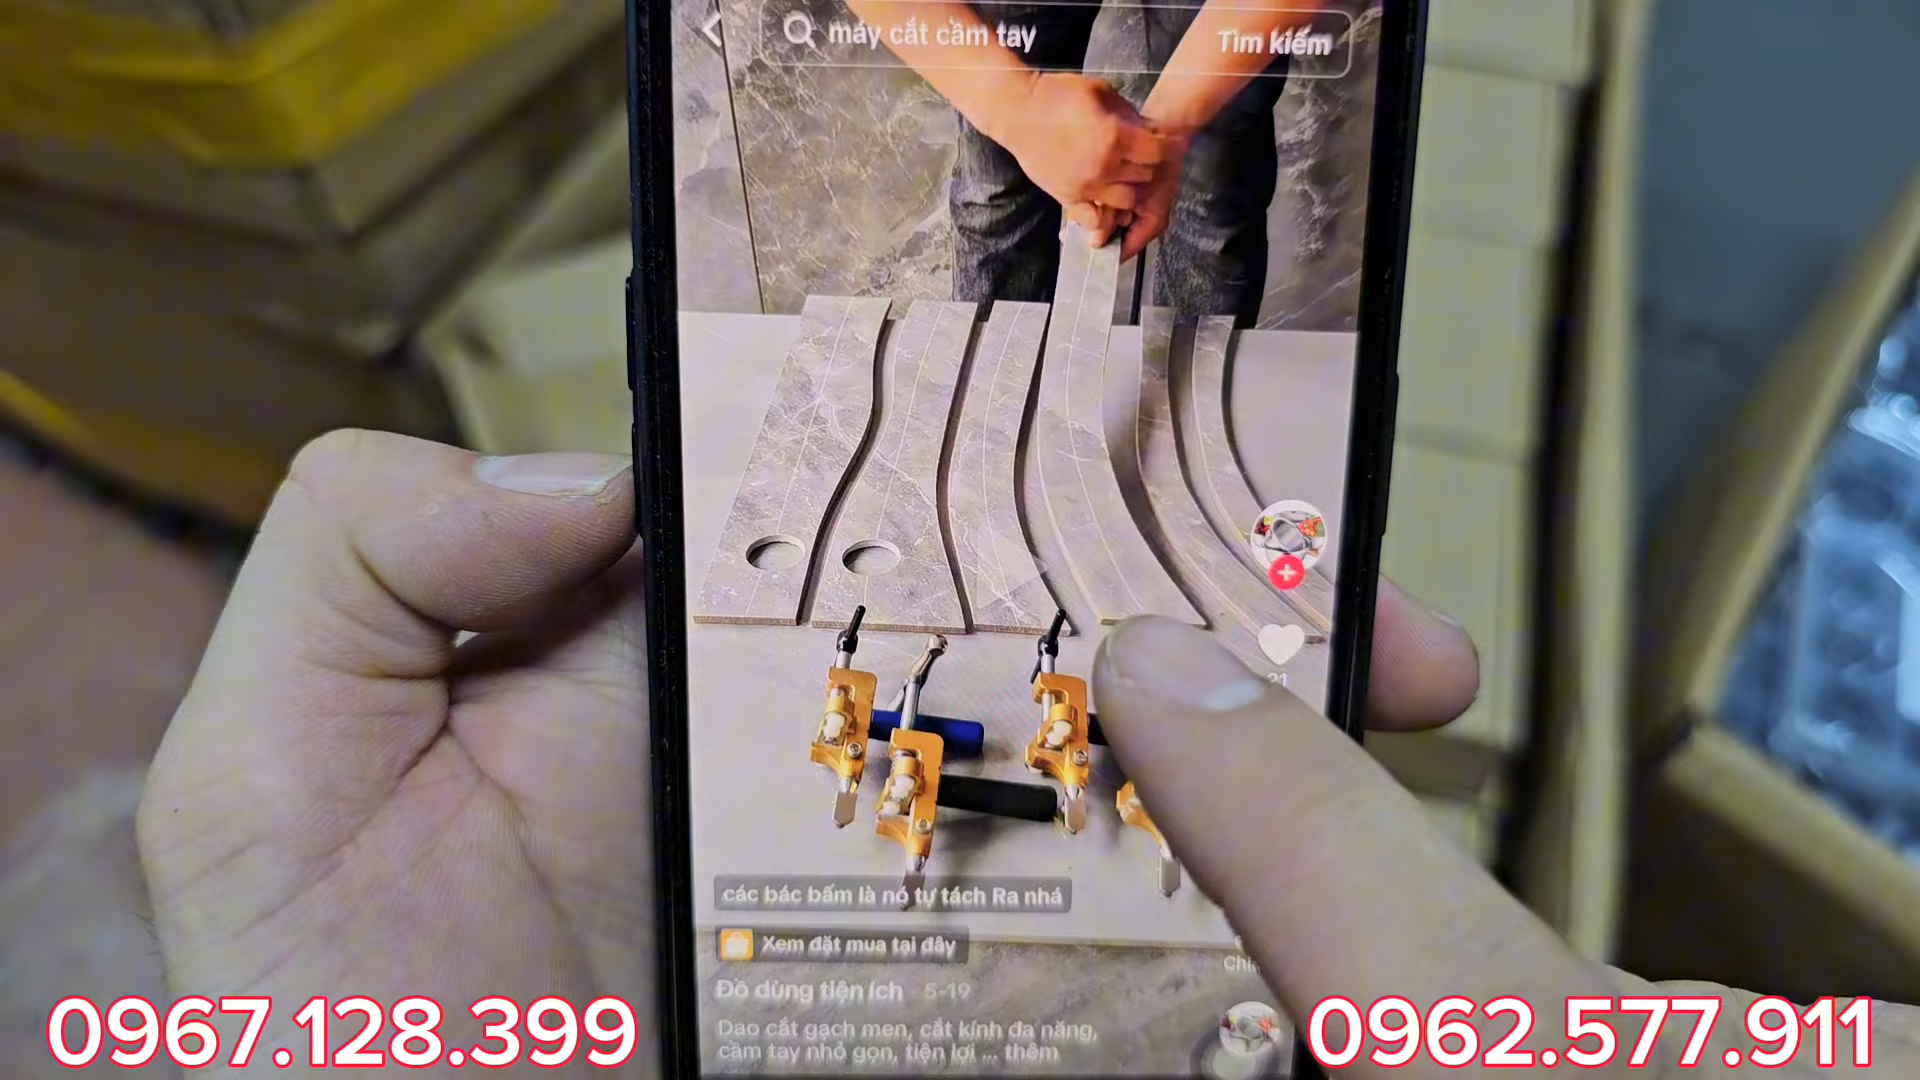 máy cắt cầm tay
Tìm kiếm
21
các bác bấm là nó tự tách Ra nhá
Xem đặt mua tại đây
Đồ dùng tiện ích · 5-19
Dao cắt gạch men, cắt kính đa năng,
cầm tay nhỏ gọn, tiện lợi ... thêm
0967.128.399
0962.577.911